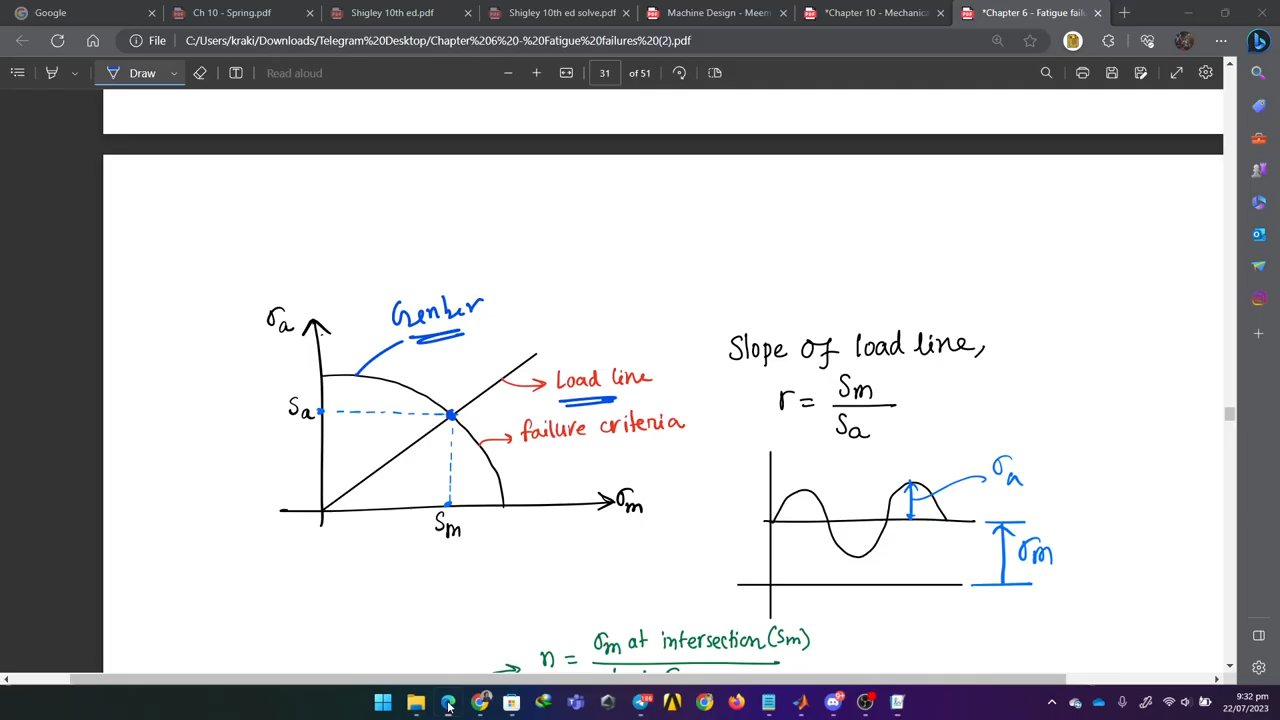 Google
Ch 10 - Spring.pdf
Shigley 10th ed.pdf
Shigley 10th ed solve.pdf
Machine Design - Meem
*Chapter 13- Mechanica
*Chapter 6 - Fatigue fail
File
C:/Users/kraki/Downloads/Telegram%20Desktop/Chapter%206%20-%20Fatigue%20failures%20(2).pdf
Draw
Read aloud
31
of 51
σa
Gerber
Load line
failure criteria
Sa
Sm
σm
Slope of load line,
r = Sm
Sa
σa
σm
n = σm at intersection (Sm)
9:32 pm
22/07/2023